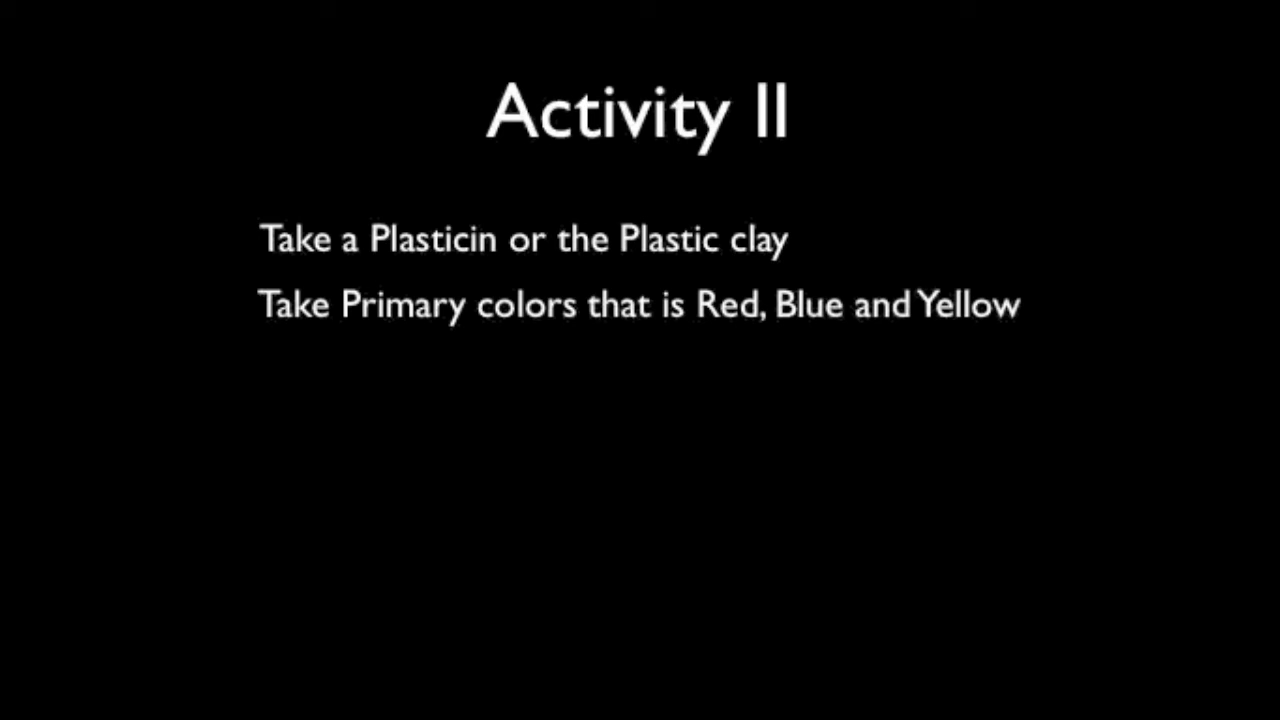 Activity II
Take a Plasticin or the Plastic clay
Take Primary colors that is Red, Blue and Yellow